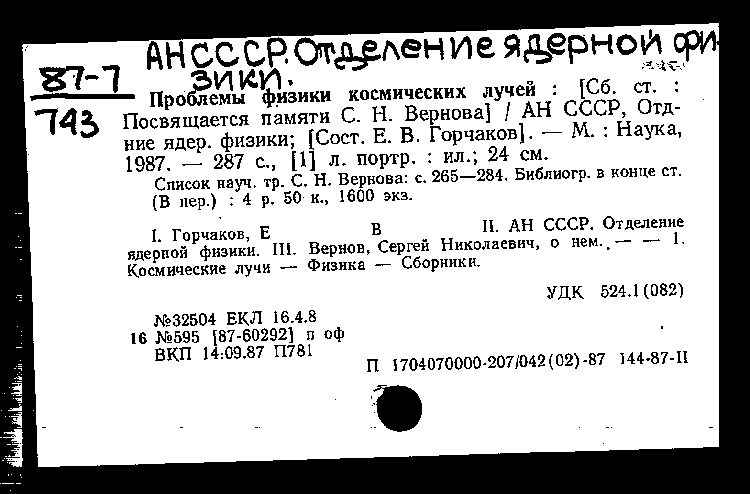 АН СССР. Отделение ядерной фи-
зики.
87-7
743
Проблемы физики космических лучей : [Сб. ст. :
Посвящается памяти С. Н. Вернова] / АН СССР, Отд-
ние ядер. физики; [Сост. Е. В. Горчаков]. — М. : Наука,
1987. — 287 с., [1] л. портр. : ил.; 24 см.
Список науч. тр. С. Н. Вернова: с. 265—284. Библиогр. в конце ст.
(В пер.) : 4 р. 50 к., 1600 экз.
I. Горчаков, Е В II. АН СССР. Отделение
ядерной физики. III. Вернов, Сергей Николаевич, о нем. — — 1.
Космические лучи — Физика — Сборники.
УДК 524.1(082)
№32504 ЕКЛ 16.4.8
16 №595 [87-60292] п оф
ВКП 14.09.87 П781
П 1704070000-207/042(02)-87 144-87-II